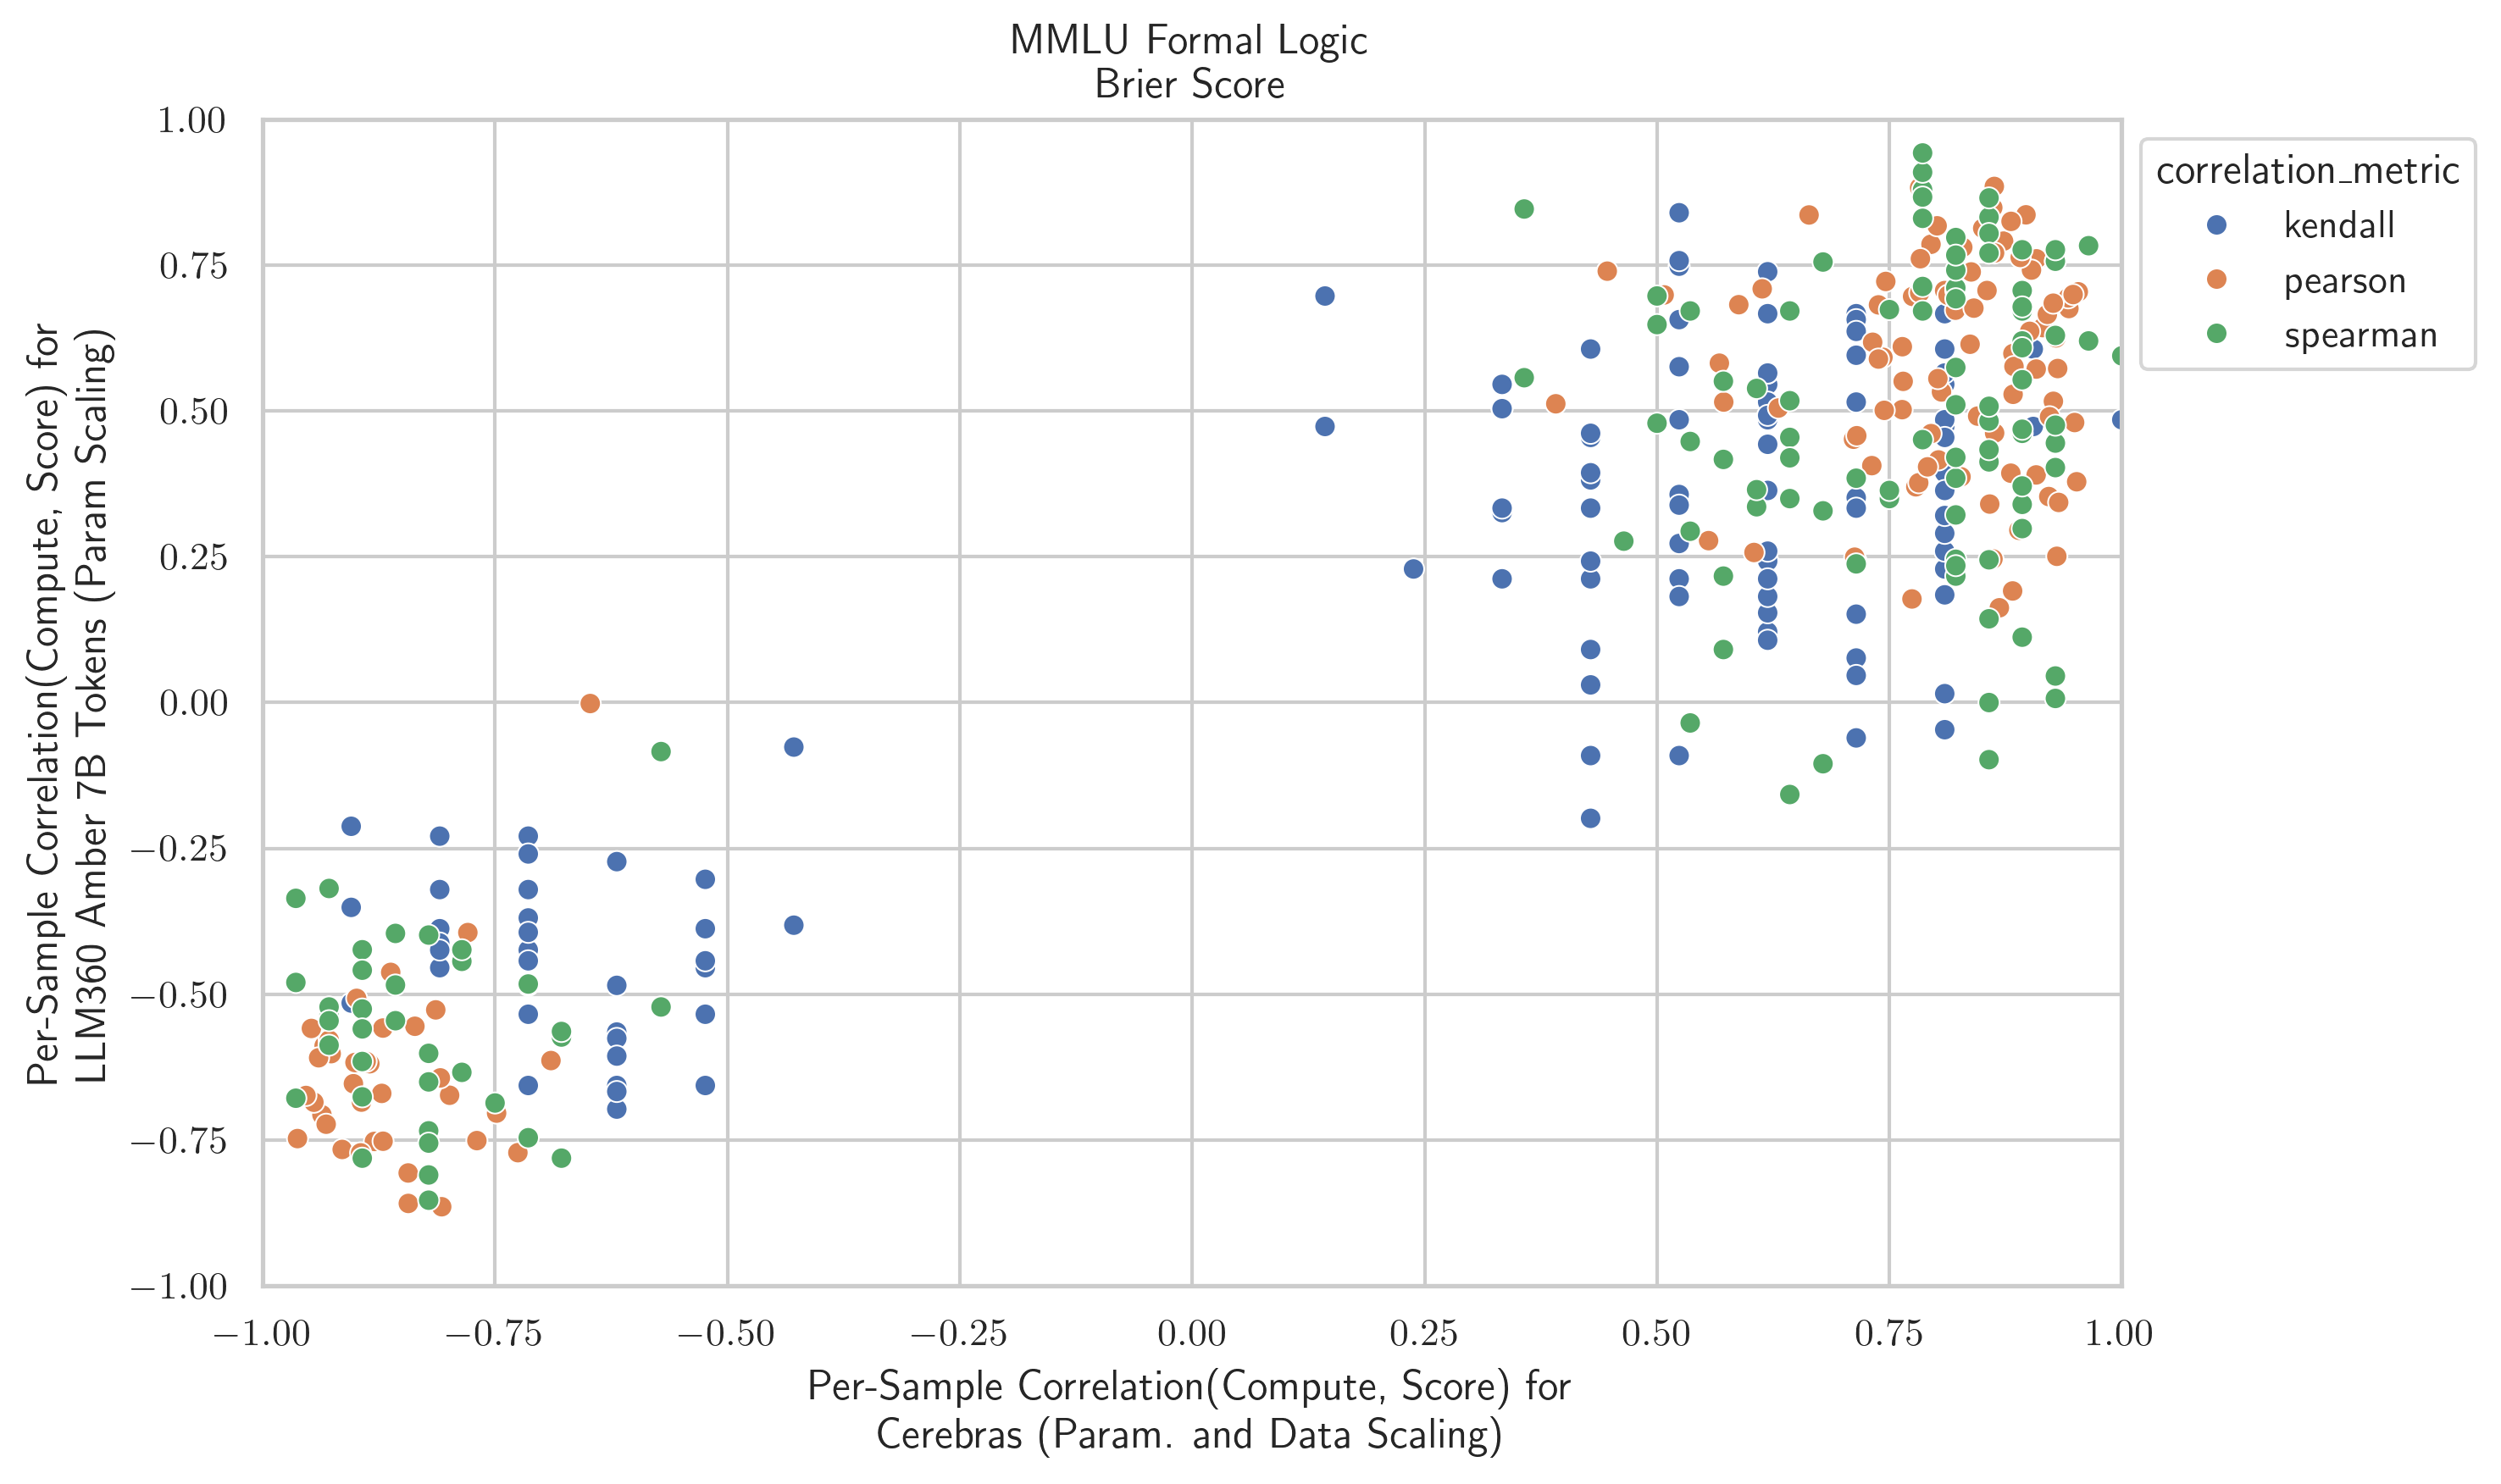 MMLU Formal Logic
Brier Score
Per-Sample Correlation(Compute, Score) for
LLM360 Amber 7B Tokens (Param Scaling)
1.00
0.75
0.50
0.25
0.00
−0.25
−0.50
−0.75
−1.00
−1.00 −0.75 −0.50 −0.25 0.00 0.25 0.50 0.75 1.00
Per-Sample Correlation(Compute, Score) for
Cerebras (Param. and Data Scaling)
correlation_metric
kendall
pearson
spearman